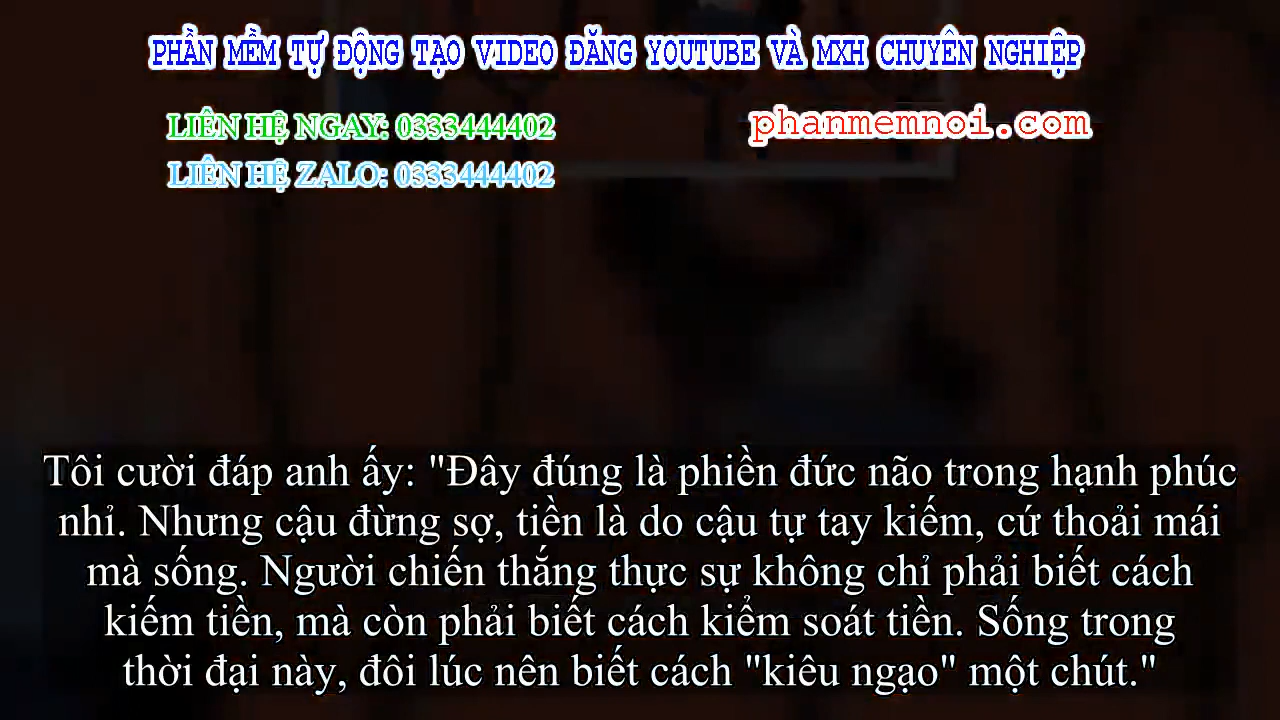 PHẦN MỀM TỰ ĐỘNG TẠO VIDEO ĐĂNG YOUTUBE VÀ MXH CHUYÊN NGHIỆP
LIÊN HỆ NGAY: 0333444402
phanmemnoi.com
LIÊN HỆ ZALO: 0333444402
Tôi cười đáp anh ấy: "Đây đúng là phiền đức não trong hạnh phúc
nhỉ. Nhưng cậu đừng sợ, tiền là do cậu tự tay kiếm, cứ thoải mái
mà sống. Người chiến thắng thực sự không chỉ phải biết cách
kiếm tiền, mà còn phải biết cách kiểm soát tiền. Sống trong
thời đại này, đôi lúc nên biết cách "kiêu ngạo" một chút."